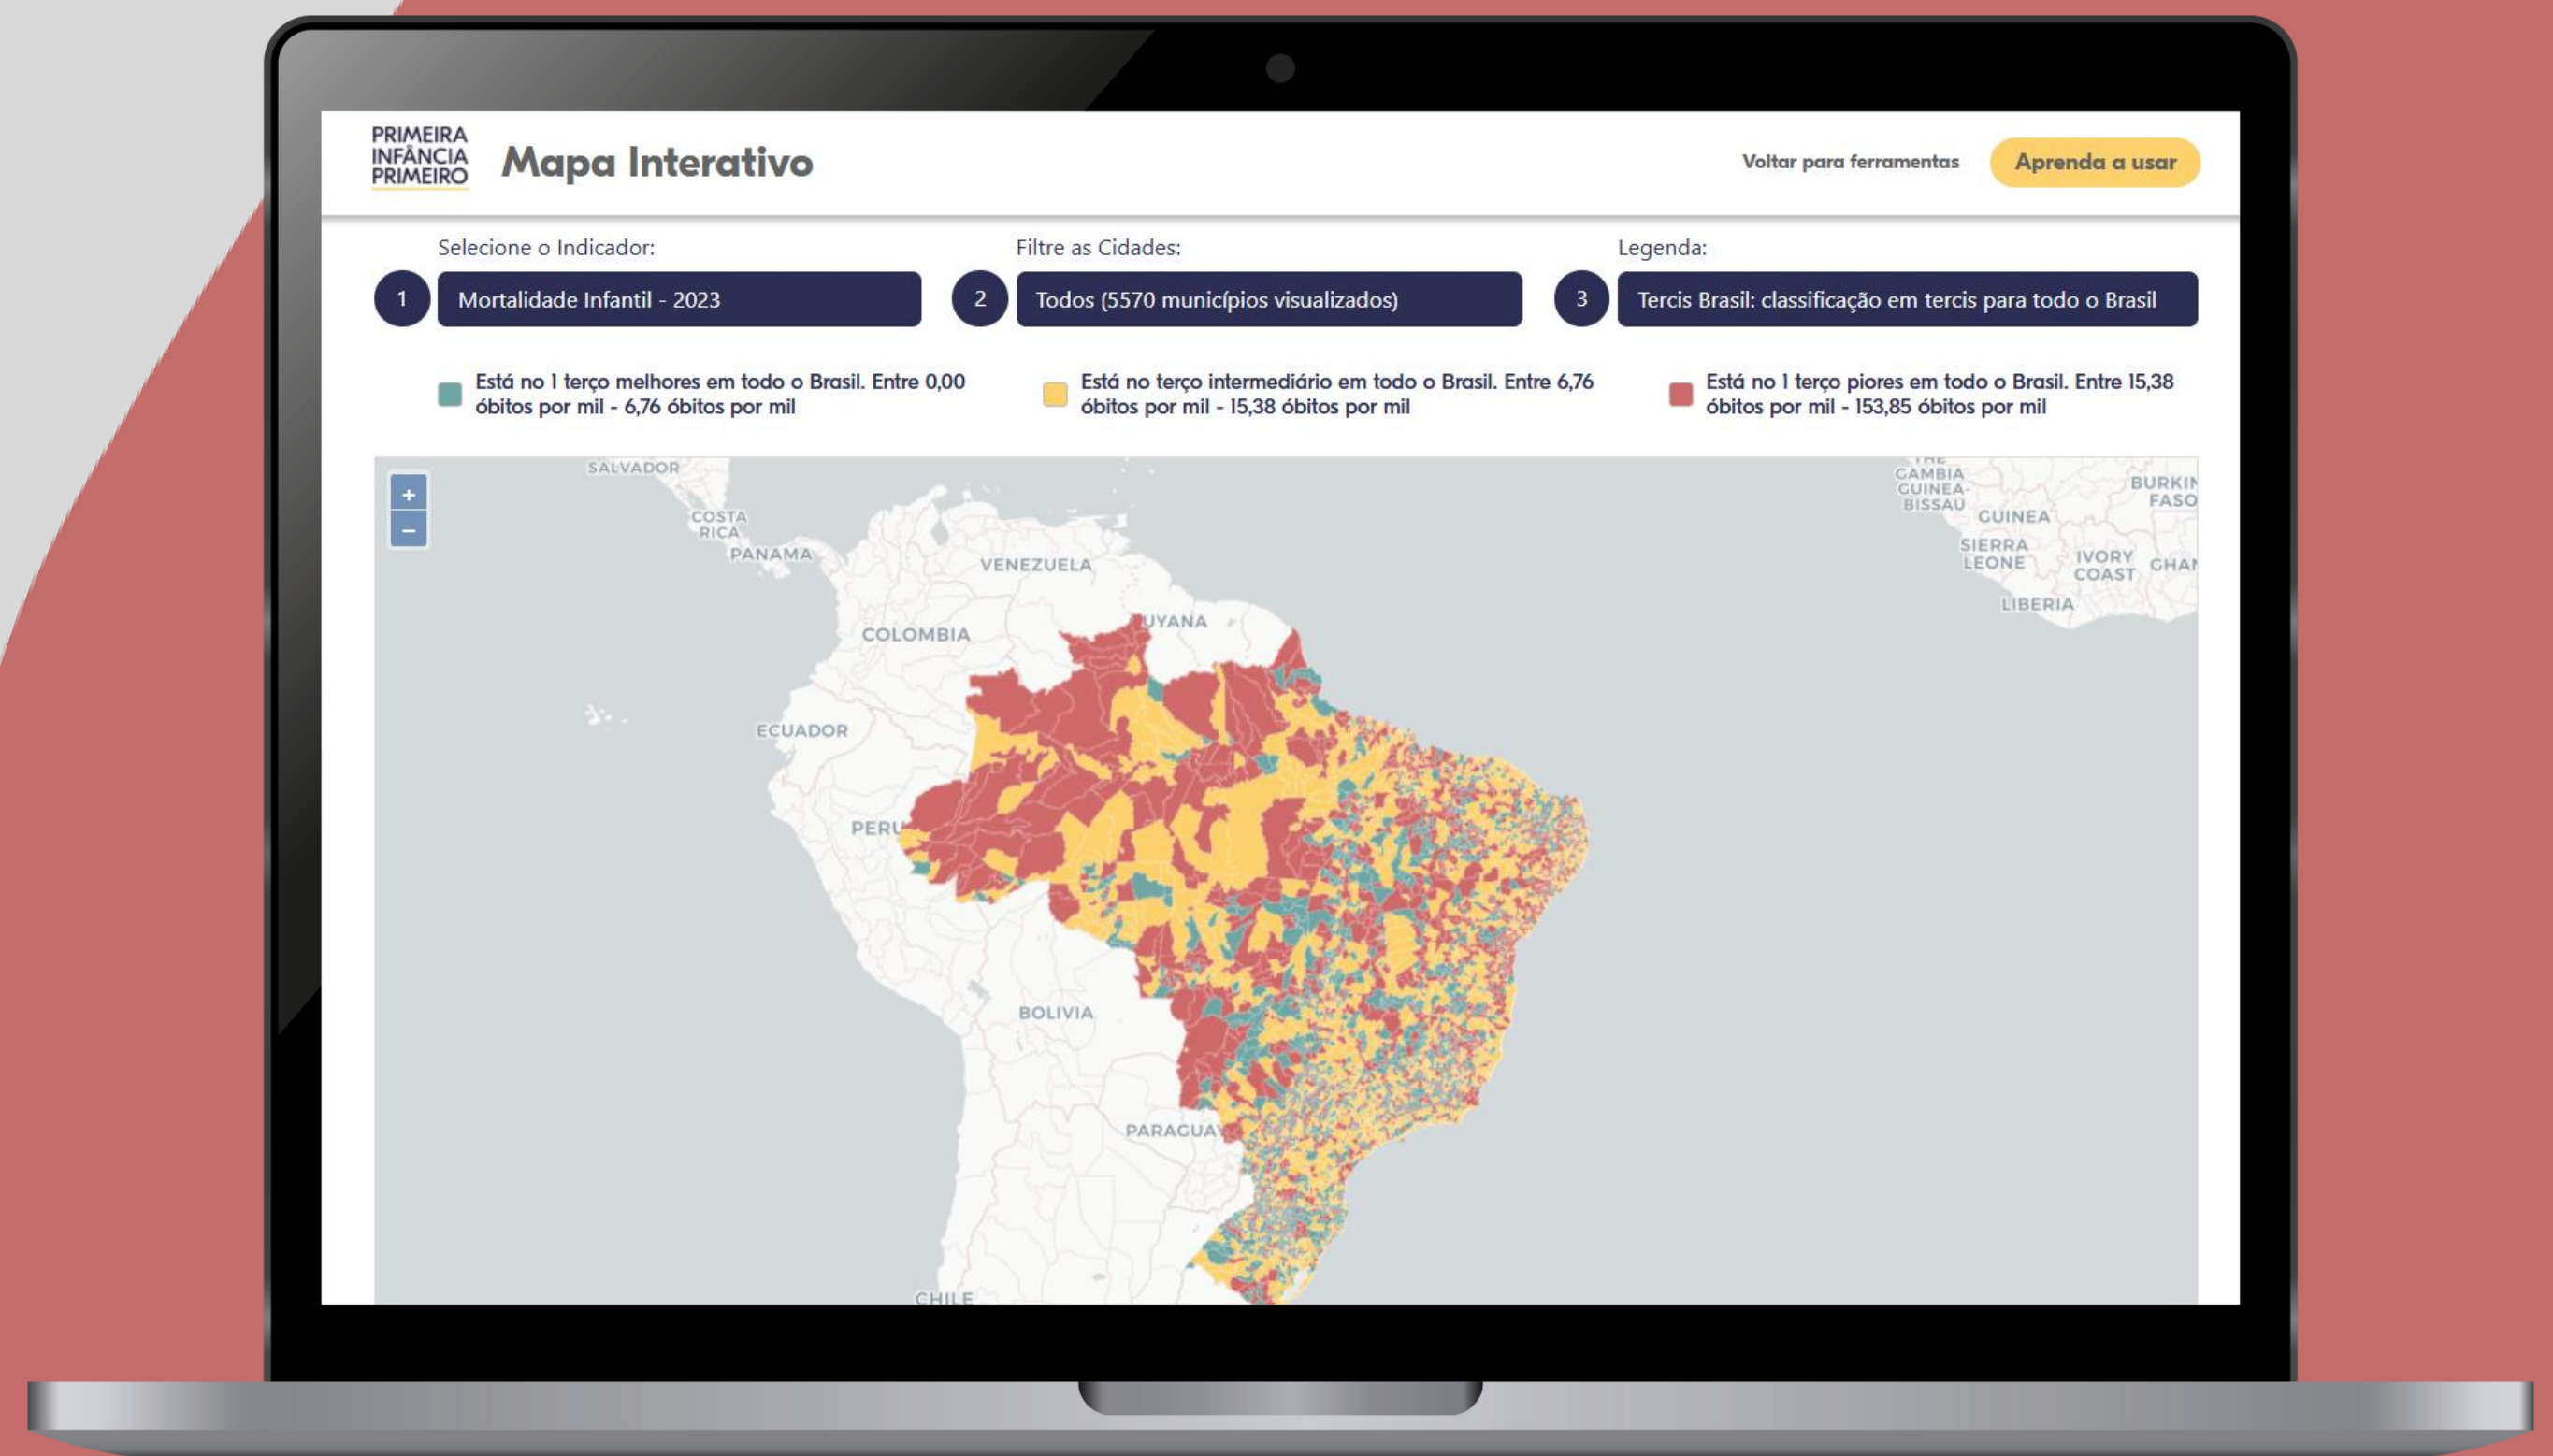 PRIMEIRA
INFÂNCIA
PRIMEIRO
Mapa Interativo
Voltar para ferramentas
Aprenda a usar
Selecione o Indicador:
Filtre as Cidades:
Legenda:
1
Mortalidade Infantil - 2023
2
Todos (5570 municípios visualizados)
3
Tercis Brasil: classificação em tercis para todo o Brasil
Está no 1 terço melhores em todo o Brasil. Entre 0,00
óbitos por mil - 6,76 óbitos por mil
Está no terço intermediário em todo o Brasil. Entre 6,76
óbitos por mil - 15,38 óbitos por mil
Está no 1 terço piores em todo o Brasil. Entre 15,38
óbitos por mil - 153,85 óbitos por mil
+
−
SALVADOR
COSTA
RICA
PANAMA
VENEZUELA
UYANA
COLOMBIA
ECUADOR
PERU
BOLIVIA
PARAGUAY
CHILE
THE
GAMBIA
GUINEA-
BISSAU
GUINEA
SIERRA
LEONE
LIBERIA
IVORY
COAST
BURKIN
FASO
GHAN